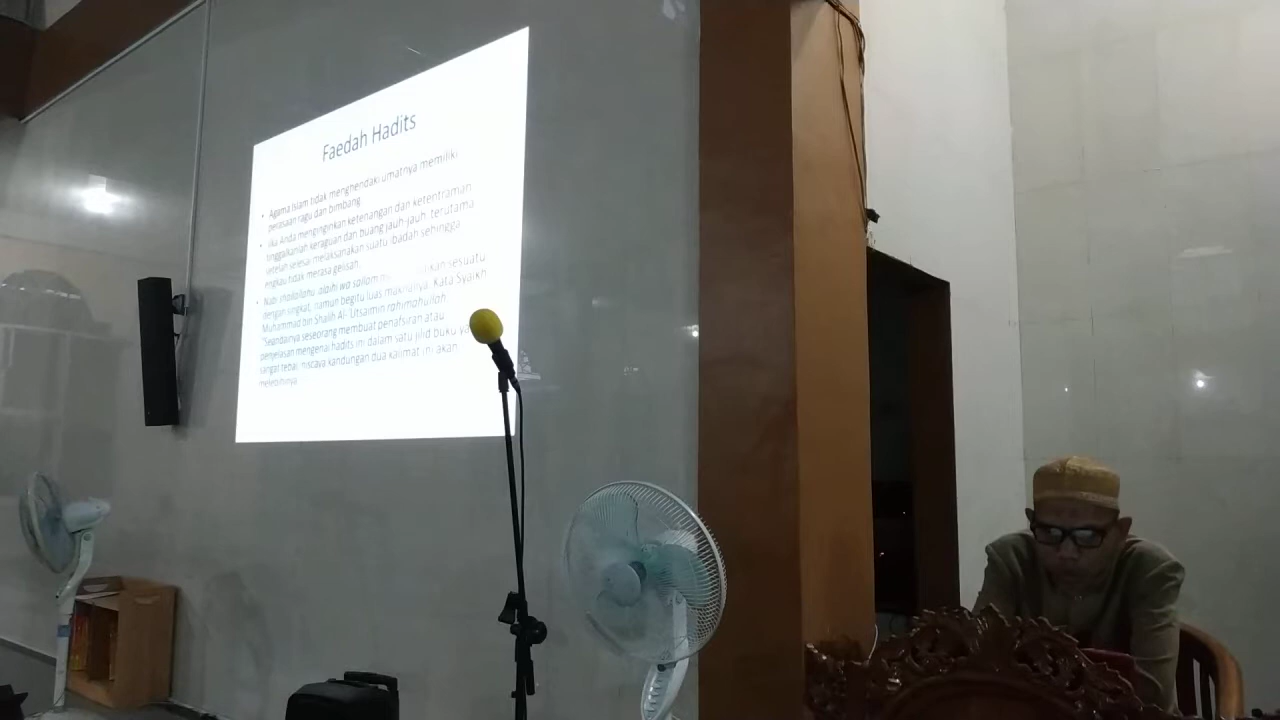 Faedah Hadits
• Agama Islam tidak menghendaki umatnya memiliki
perasaan ragu dan bimbang.
• Jika Anda menginginkan ketenangan dan ketentraman
tinggalkanlah keraguan dan buang jauh-jauh, terutama
setelah selesai melaksanakan suatu ibadah sehingga
engkau tidak merasa gelisah.
• Nabi shallallahu 'alaihi wa sallam sesuatu
dengan singkat, namun begitu luas maknanya. Kata Syaikh
Muhammad bin Shalih Al- Utsaimin rahimahullah,
"Seandainya seseorang membuat penafsiran atau
penjelasan mengenai hadits ini dalam satu jilid buku
sangat tebal, niscaya kandungan dua kalimat ini akan
melebihinya